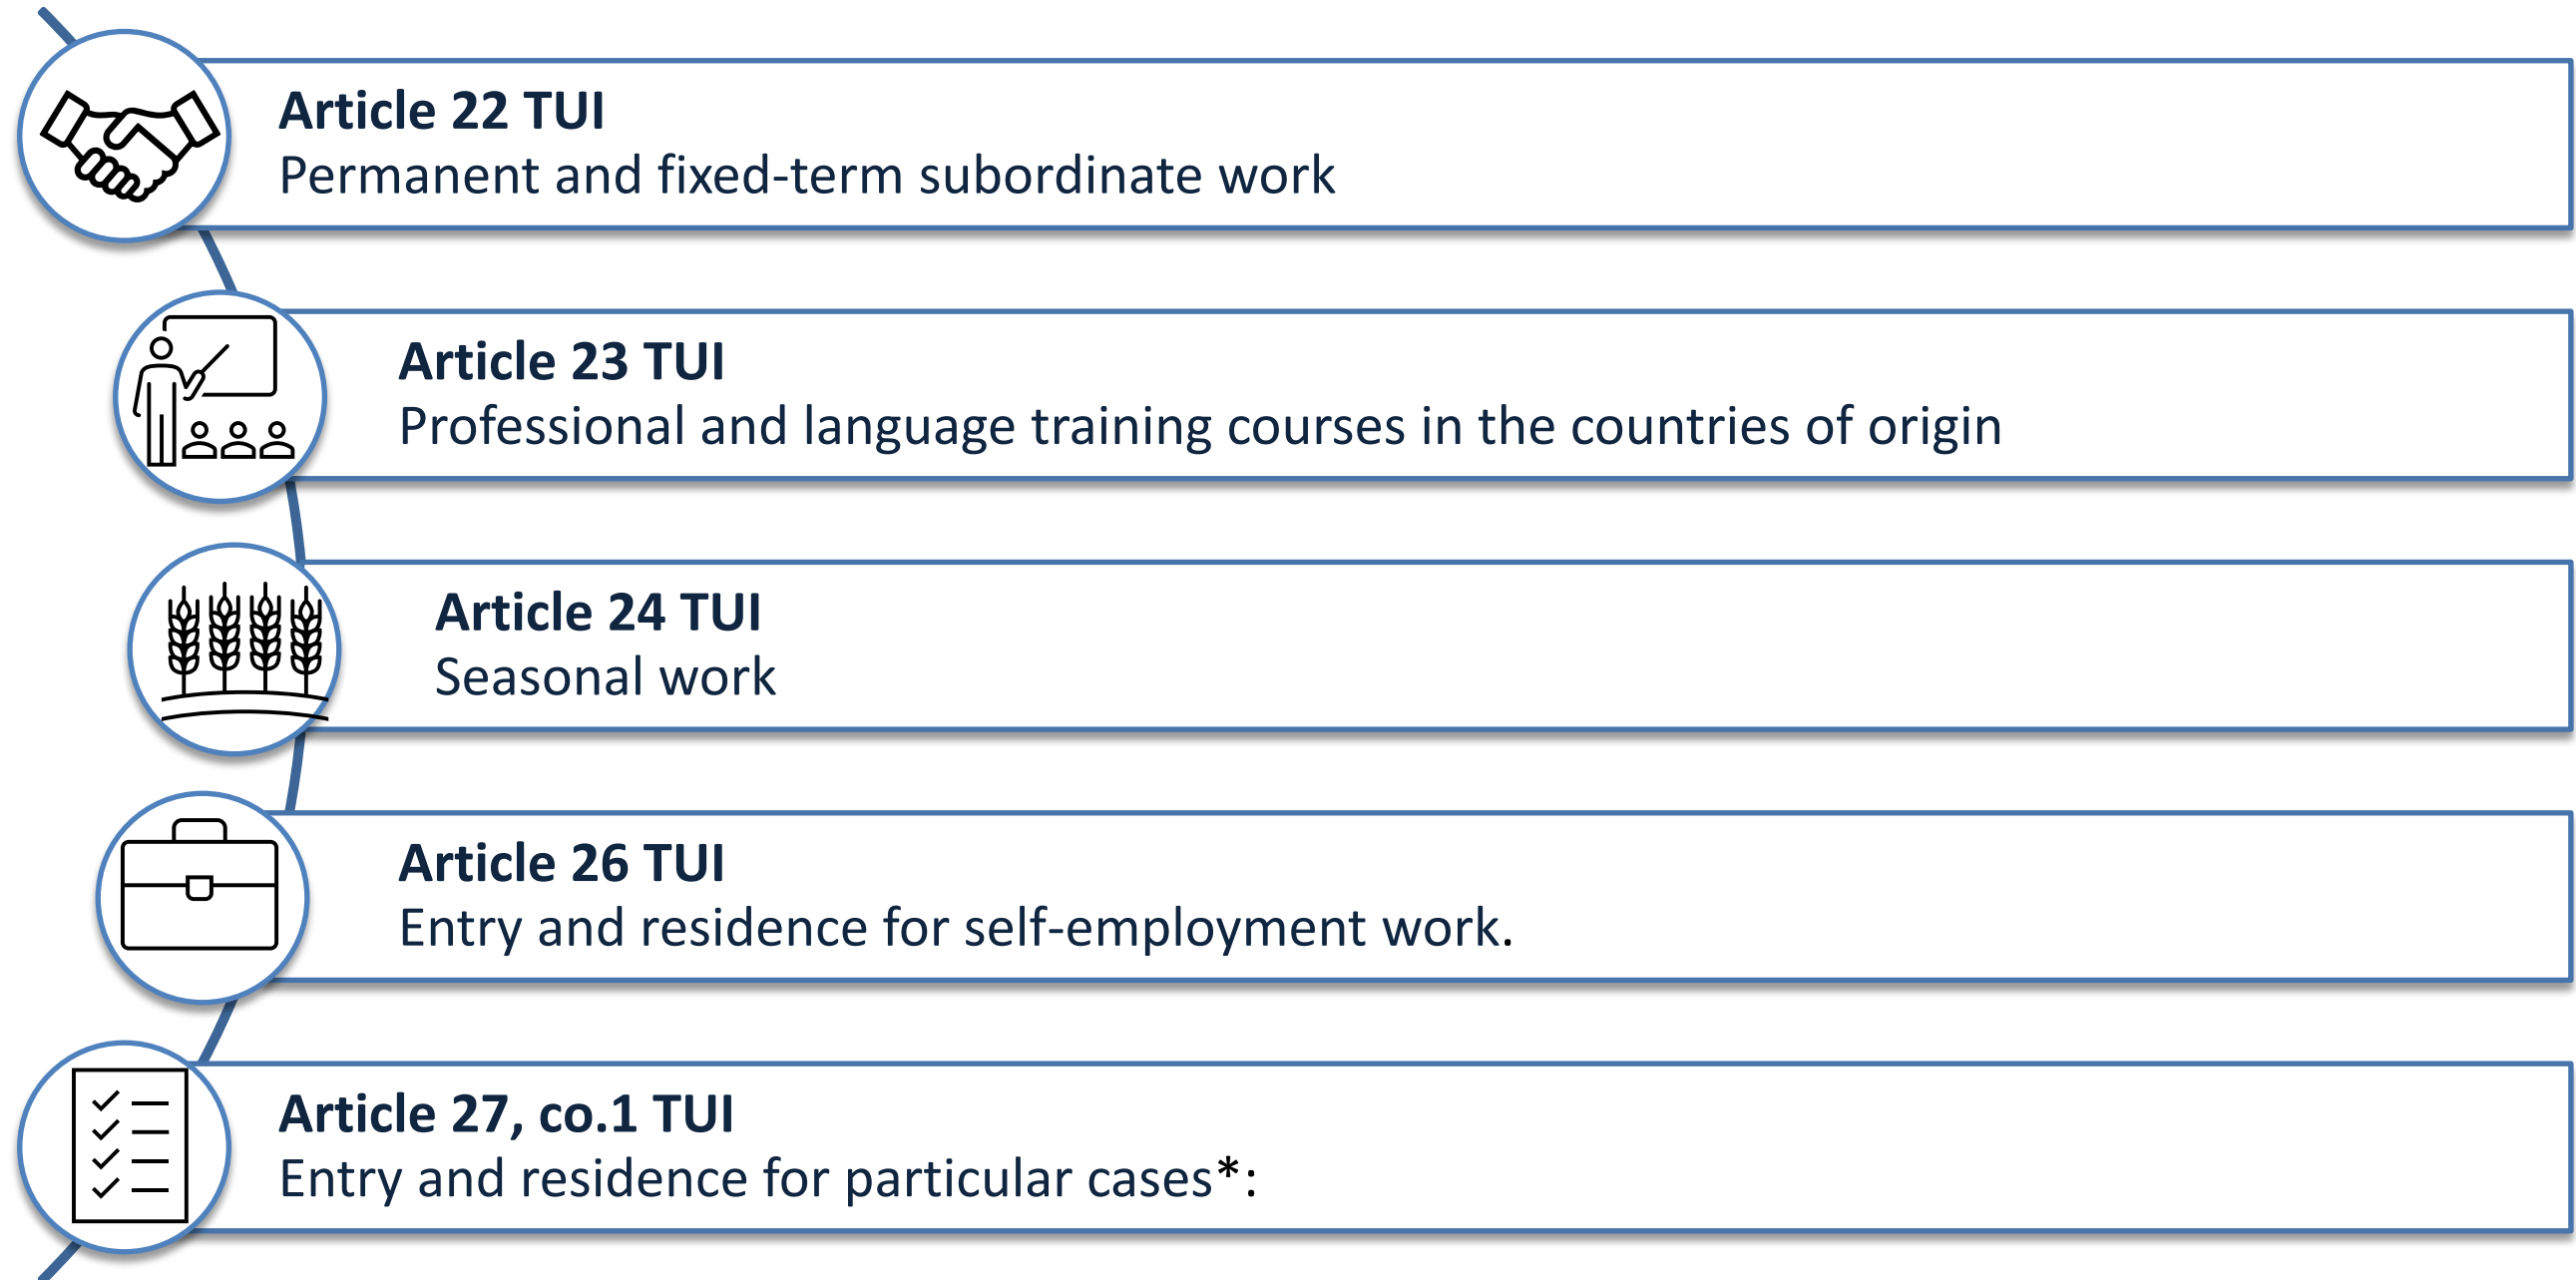 Article 22 TUI
Permanent and fixed-term subordinate work
Article 23 TUI
Professional and language training courses in the countries of origin
Article 24 TUI
Seasonal work
Article 26 TUI
Entry and residence for self-employment work.
Article 27, co.1 TUI
Entry and residence for particular cases*: